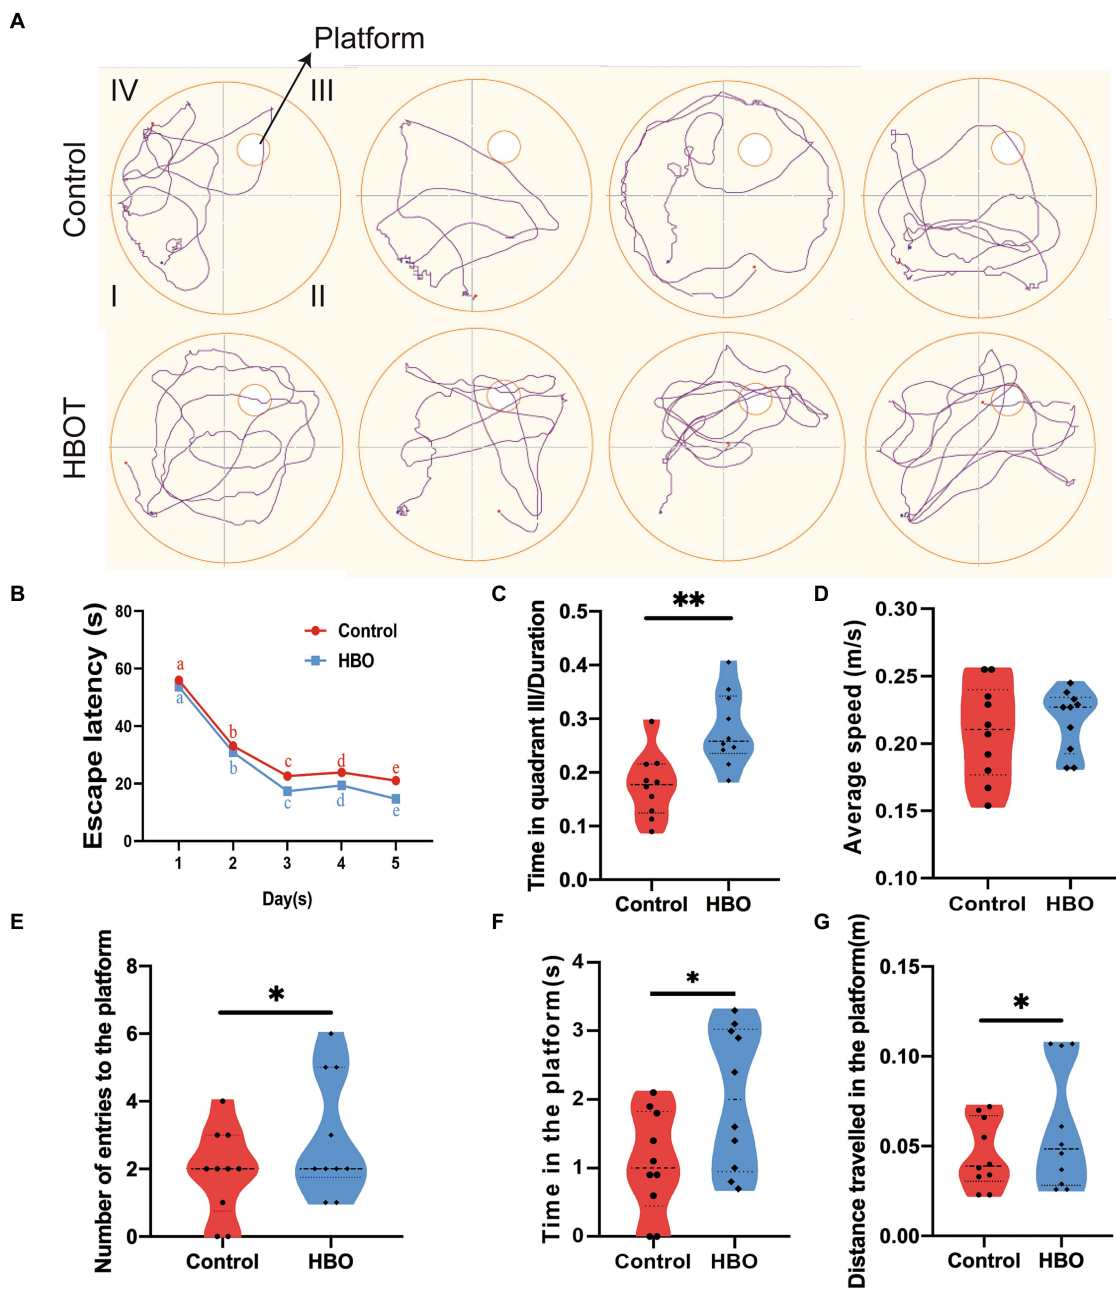 A
Platform
IV
III
Control
I
II
HBOT
B
Escape latency (s)
80
60
40
20
0
a
a
b
b
c
c
d
d
e
e
Control
HBO
1 2 3 4 5
Day(s)
C
Time in quadrant III/Duration
0.5
0.4
0.3
0.2
0.1
0.0
**
Control HBO
D
Average speed (m/s)
0.30
0.25
0.20
0.15
0.10
Control HBO
E
Number of entries to the platform
8
6
4
2
0
*
Control HBO
F
Time in the platform(s)
4
3
2
1
0
*
Control HBO
G
Distance travelled in the platform(m)
0.15
0.10
0.05
0.00
*
Control HBO